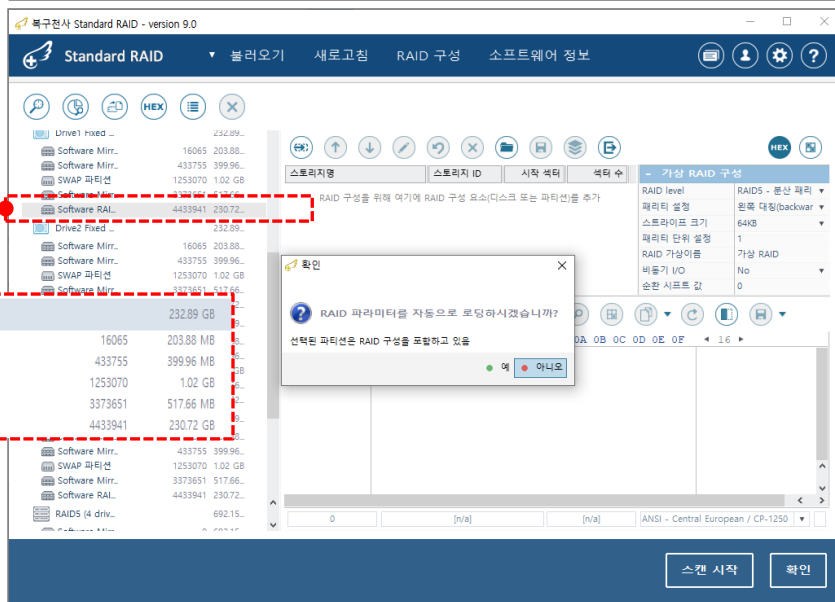 복구천사 Standard RAID - version 9.0
Standard RAID ▼ 불러오기 새로고침 RAID 구성 소프트웨어 정보
HEX
Drive1 Fixed ... 232.89...
Software Mirr... 16065 203.88...
Software Mirr... 433755 399.96...
SWAP 파티션 1253070 1.02 GB
Software Mirr... 3373651 517.66...
Software RAI... 4433941 230.72...
Drive2 Fixed ... 232.89...
Software Mirr... 16065 203.88...
Software Mirr... 433755 399.96...
SWAP 파티션 1253070 1.02 GB
Software Mirr... 3373651 517.66...
232.89 GB
16065 203.88 MB
433755 399.96 MB
1253070 1.02 GB
3373651 517.66 MB
4433941 230.72 GB
Software Mirr... 433755 399.96...
SWAP 파티션 1253070 1.02 GB
Software Mirr... 3373651 517.66...
Software RAI... 4433941 230.72...
RAID5 (4 driv... 692.15...
HEX
스토리지명 스토리지 ID 시작 섹터 섹터 수
RAID 구성을 위해 여기에 RAID 구성 요소(디스크 또는 파티션)를 추가
- 가상 RAID 구성
RAID level RAID5 - 분산 패리 ▼
패리티 설정 왼쪽 대칭(backwar ▼
스트라이프 크기 64KB ▼
패리티 단위 설정 1
RAID 가상이름 가상 RAID
비동기 I/O No ▼
순환 시프트 값 0
확인
RAID 파라미터를 자동으로 로딩하시겠습니까?
선택된 파티션은 RAID 구성을 포함하고 있음
예 아니오
0A 0B 0C 0D 0E 0F 16
0 [n/a] [n/a] ANSI - Central European / CP-1250 ▼
스캔 시작 확인